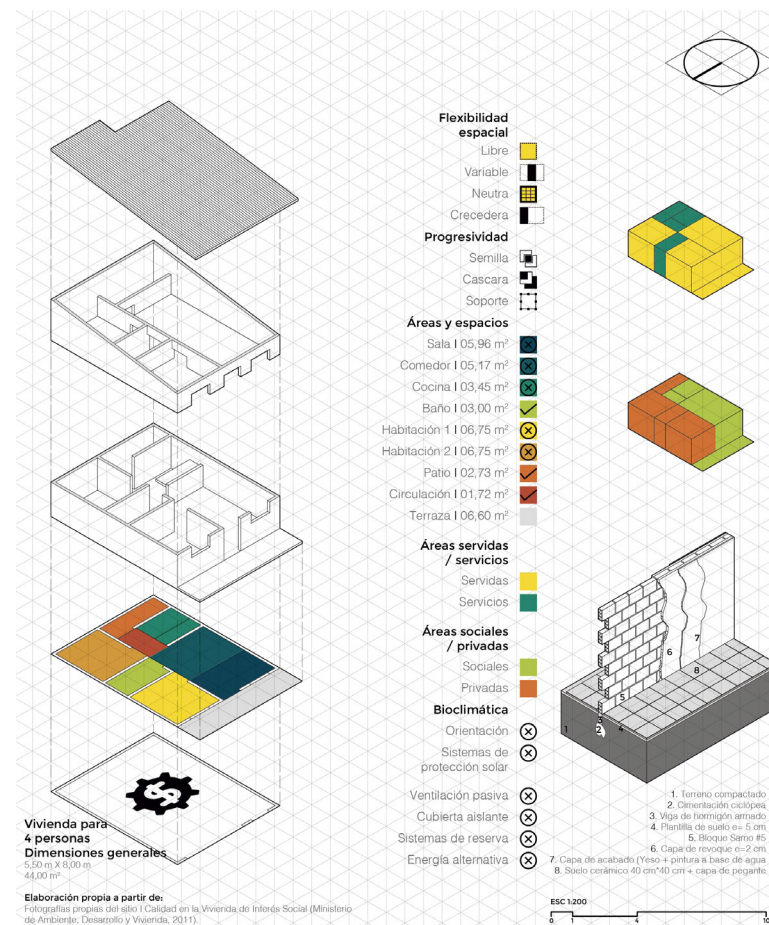 Flexibilidad
espacial
Libre
Variable
Neutra
Crecedera
Progresividad
Semilla
Cascara
Soporte
Áreas y espacios
Sala I 05,96 m²
Comedor I 05,17 m²
Cocina I 03,45 m²
Baño I 03,00 m²
Habitación 1 I 06,75 m²
Habitación 2 I 06,75 m²
Patio I 02,73 m²
Circulación I 01,72 m²
Terraza I 06,60 m²
Áreas servidas
/ servicios
Servidas
Servicios
Áreas sociales
/ privadas
Sociales
Privadas
Bioclimática
Orientación
Sistemas de
protección solar
Ventilación pasiva
Cubierta aislante
Sistemas de reserva
Energía alternativa
7
6
8
5
3
1
2
4
1. Terreno compactado
2. Cimentación ciclópea
3. Viga de hormigón armado
4. Plantilla de suelo e= 5 cm
5. Bloque Samo #5
6. Capa de revoque e=2 cm
7. Capa de acabado (Yeso + pintura a base de agua
8. Suelo cerámico 40 cm*40 cm + capa de pegante
$
Vivienda para
4 personas
Dimensiones generales
5,50 m X 8,00 m
44,00 m²
Elaboración propia a partir de:
Fotografías propias del sitio I Calidad en la Vivienda de Interés Social (Ministerio
de Ambiente, Desarrollo y Vivienda, 2011).
ESC 1:200
0 1 4 10